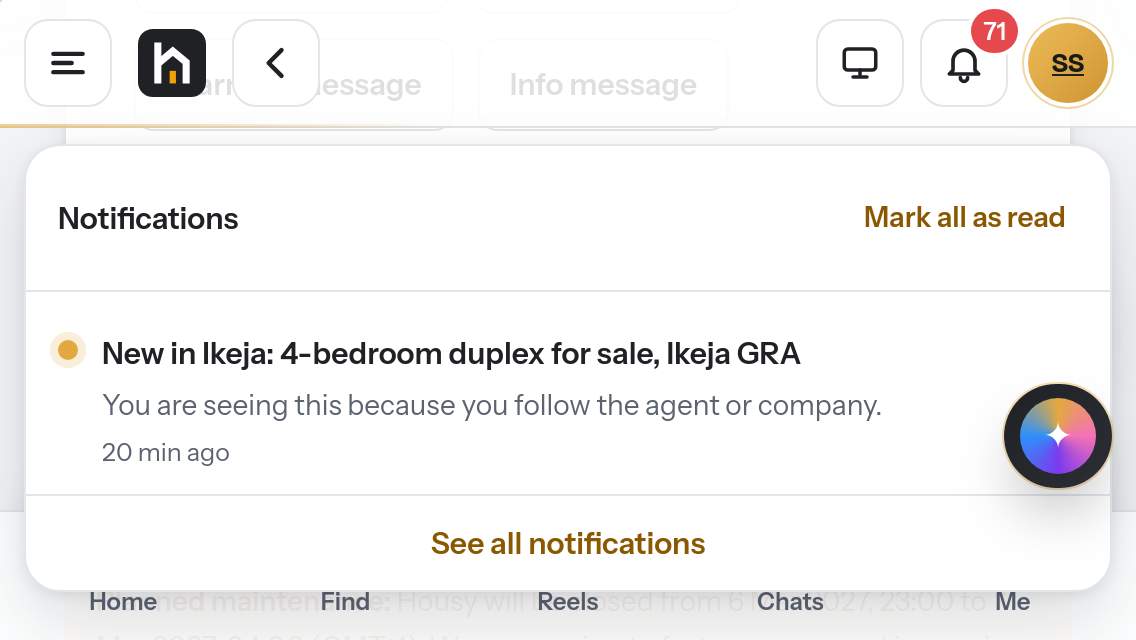 71
SS
Info message
Notifications
Mark all as read
New in Ikeja: 4-bedroom duplex for sale, Ikeja GRA
You are seeing this because you follow the agent or company.
20 min ago
See all notifications
Home
Find
Reels
Chats
Me